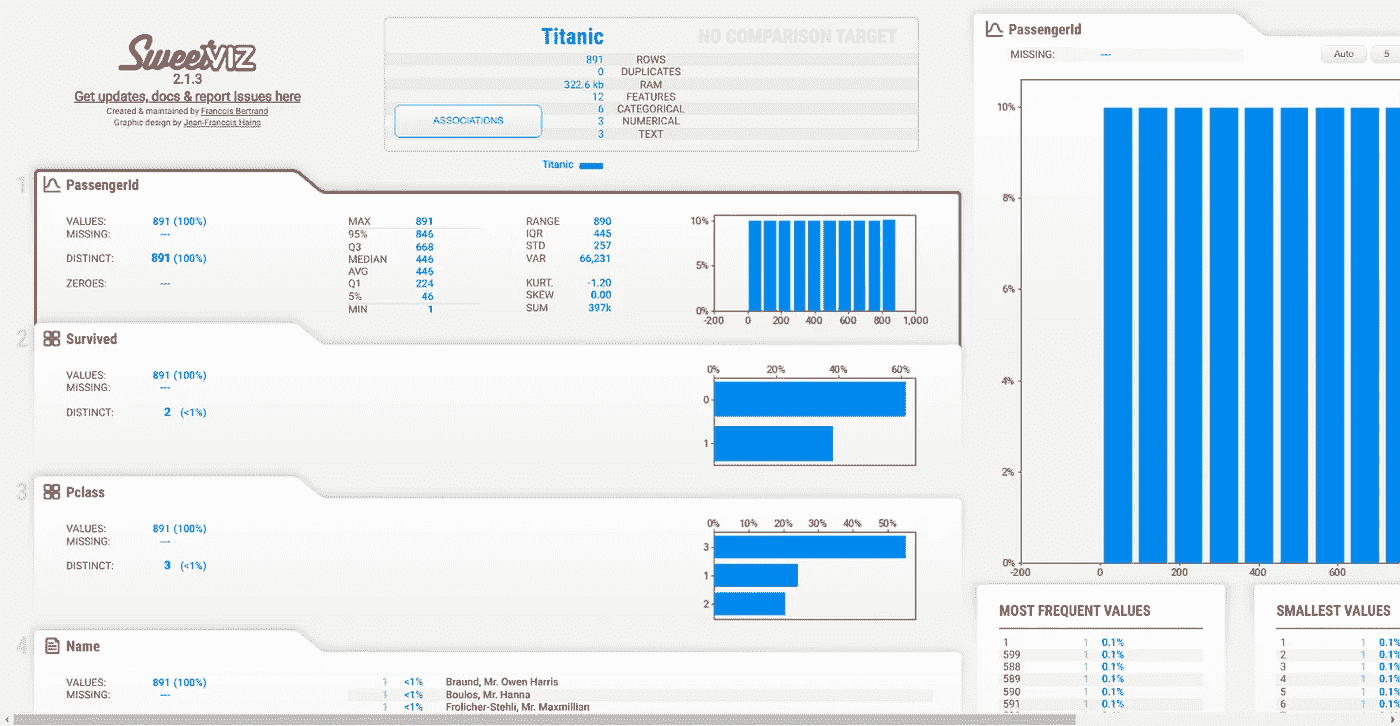 SweetVIZ
2.1.3
Get updates, docs & report issues here
Created & maintained by Francois Bertrand
Graphic design by Jean-Francois Hains
Titanic NO COMPARISON TARGET
891 ROWS
0 DUPLICATES
322.6 kb RAM
12 FEATURES
6 CATEGORICAL
3 NUMERICAL
3 TEXT
ASSOCIATIONS
Titanic
1 PassengerId
VALUES: 891 (100%)
MISSING: ---
DISTINCT: 891 (100%)
ZEROES: ---
MAX 891
95% 846
Q3 668
MEDIAN 446
AVG 446
Q1 224
5% 46
MIN 1
RANGE 890
IQR 445
STD 257
VAR 66,231
KURT. -1.20
SKEW 0.00
SUM 397k
10%
5%
0%
-200 0 200 400 600 800 1,000
2 Survived
VALUES: 891 (100%)
MISSING: ---
DISTINCT: 2 (<1%)
0% 20% 40% 60%
0
1
3 Pclass
VALUES: 891 (100%)
MISSING: ---
DISTINCT: 3 (<1%)
0% 10% 20% 30% 40% 50%
3
1
2
4 Name
VALUES: 891 (100%)
MISSING: ---
1 <1% Braund, Mr. Owen Harris
1 <1% Boulos, Mr. Hanna
1 <1% Frolicher-Stehli, Mr. Maxmillian
PassengerId
MISSING: ---
Auto 5
10%
8%
6%
4%
2%
0%
-200 0 200 400 600
MOST FREQUENT VALUES
1 1 0.1%
599 1 0.1%
588 1 0.1%
589 1 0.1%
590 1 0.1%
591 1 0.1%
SMALLEST VALUES
1 1 0.1%
2 1 0.1%
3 1 0.1%
4 1 0.1%
5 1 0.1%
6 1 0.1%